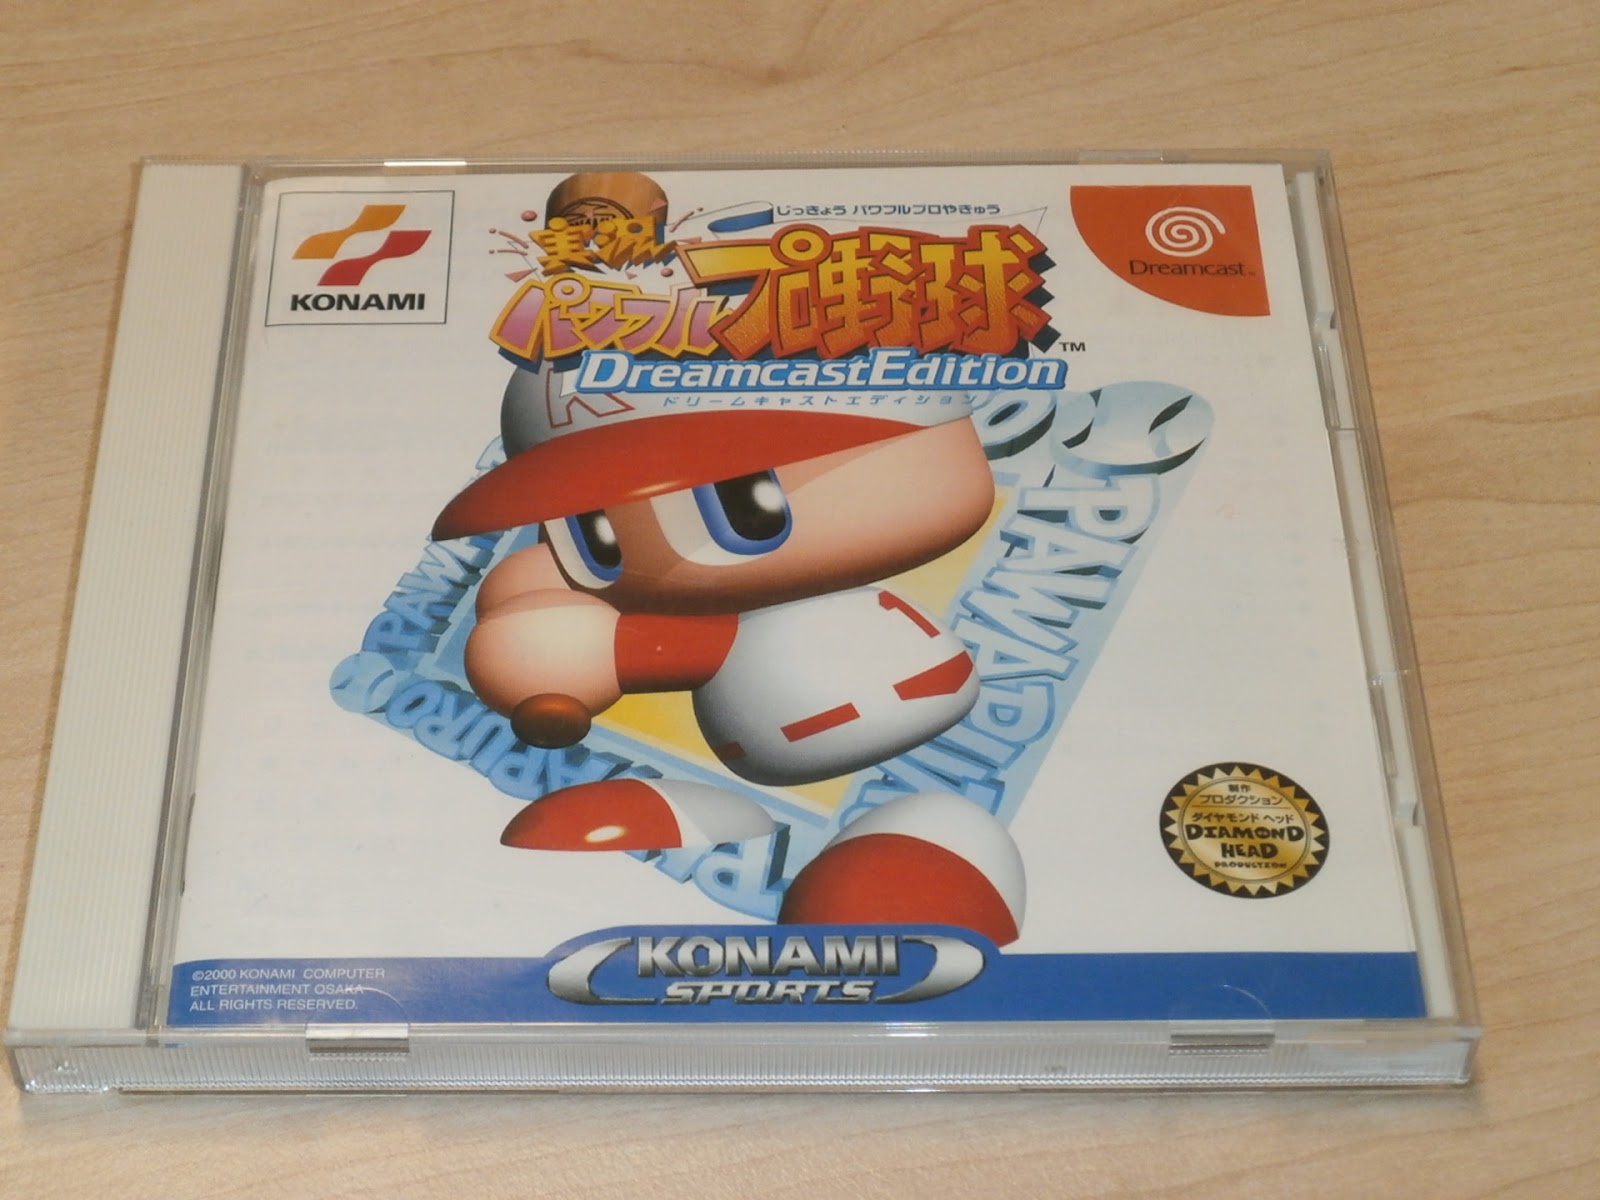 KONAMI
じっきょう パワフルプロやきゅう
実況
パワフル
プロ野球
TM
DreamcastEdition
ドリームキャストエディション
Dreamcast
K
PAWAPURO
1
制作
プロダクション
ダイヤモンド ヘッド
DIAMOND
HEAD
PRODUCTION
KONAMI
SPORTS
©2000 KONAMI COMPUTER
ENTERTAINMENT OSAKA
ALL RIGHTS RESERVED.